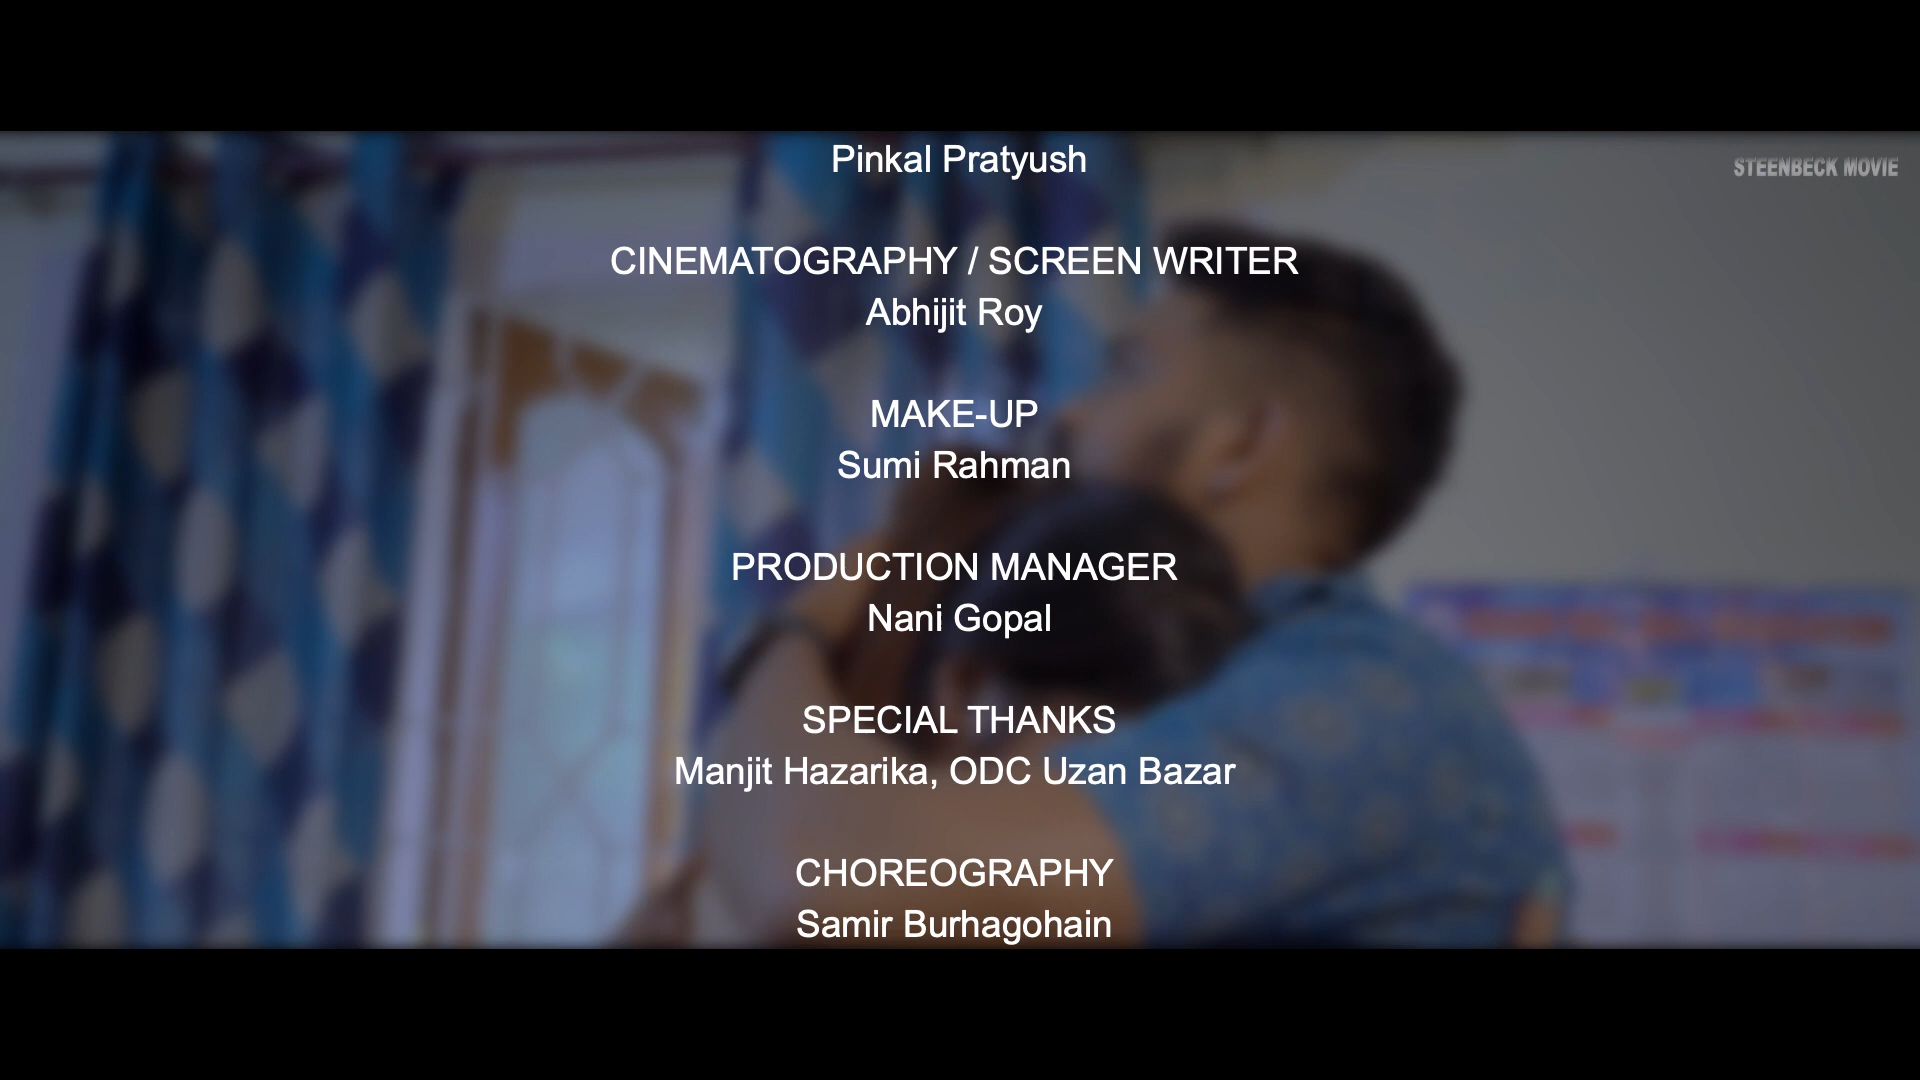 Pinkal Pratyush
STEENBECK MOVIE
CINEMATOGRAPHY / SCREEN WRITER
Abhijit Roy
MAKE-UP
Sumi Rahman
PRODUCTION MANAGER
Nani Gopal
SPECIAL THANKS
Manjit Hazarika, ODC Uzan Bazar
CHOREOGRAPHY
Samir Burhagohain